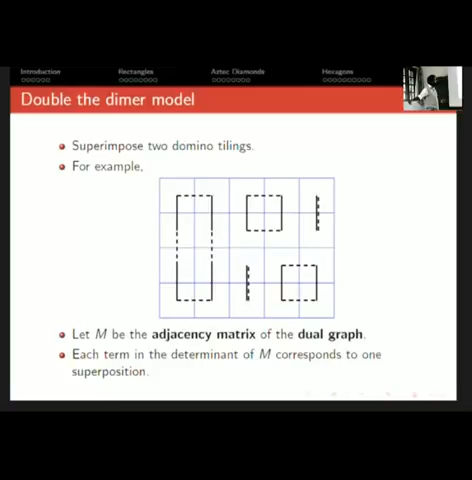 Introduction Rectangles Aztec Diamonds Hexagons
Double the dimer model
Superimpose two domino tilings.
For example,
Let M be the adjacency matrix of the dual graph.
Each term in the determinant of M corresponds to one
superposition.